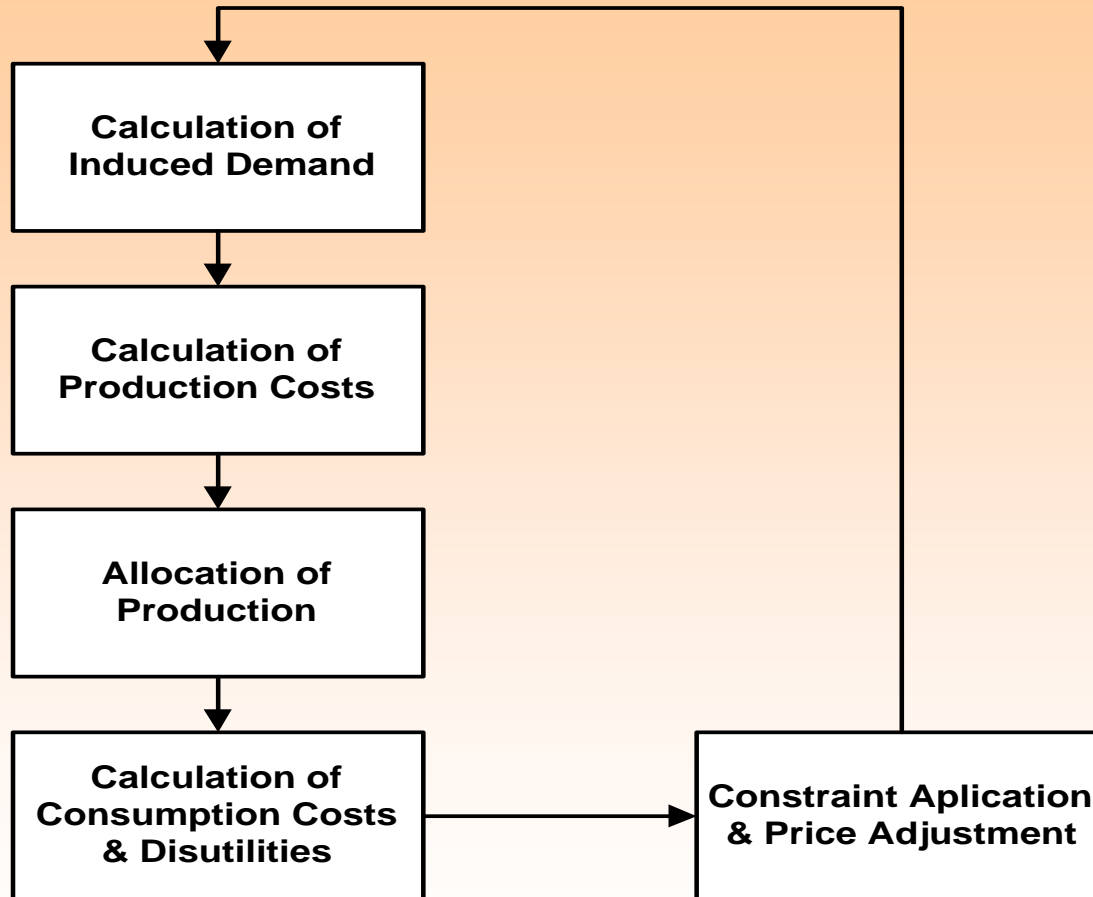 Calculation of
Induced Demand
Calculation of
Production Costs
Allocation of
Production
Calculation of
Consumption Costs
& Disutilities
Constraint Aplication
& Price Adjustment